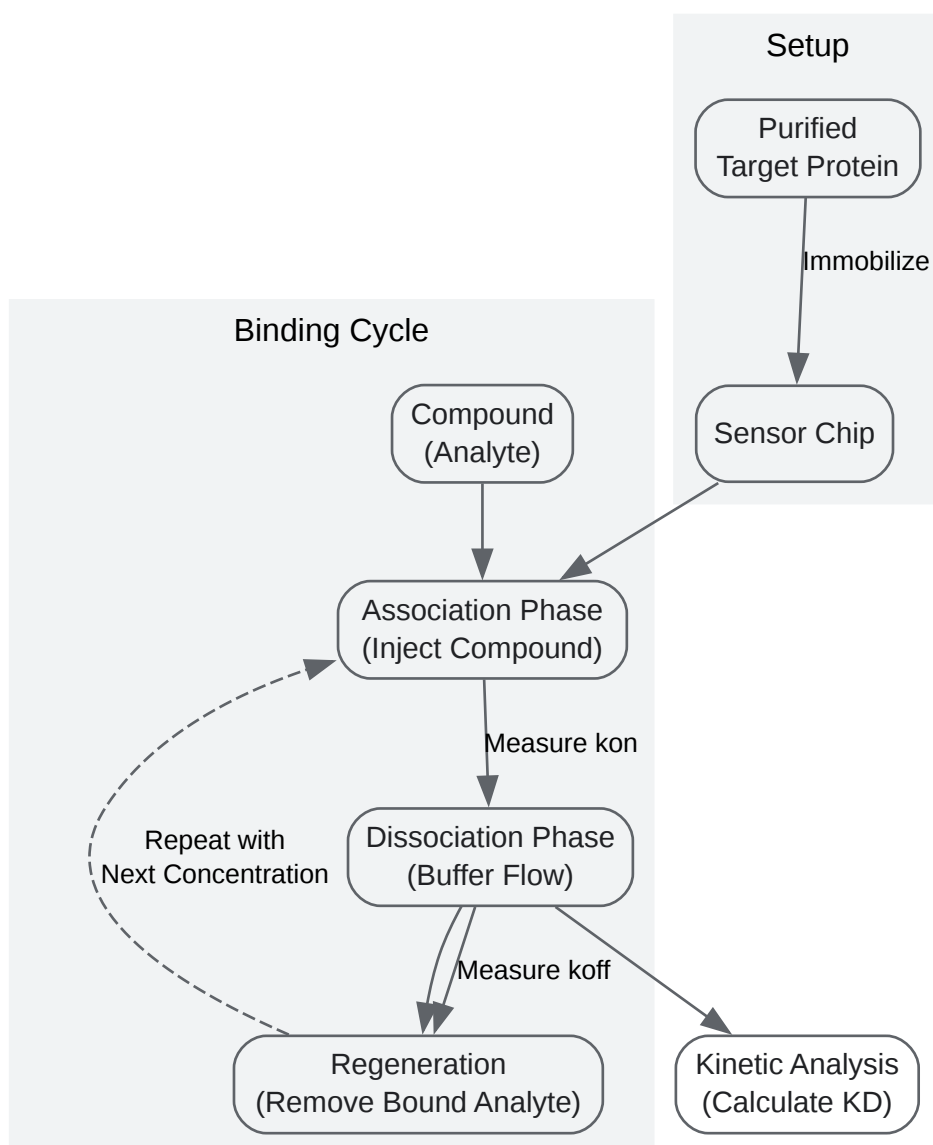 Setup
Purified
Target Protein
Immobilize
Binding Cycle
Compound
(Analyte)
Sensor Chip
Association Phase
(Inject Compound)
Measure kon
Repeat with
Next Concentration
Dissociation Phase
(Buffer Flow)
Measure koff
Regeneration
(Remove Bound Analyte)
Kinetic Analysis
(Calculate KD)